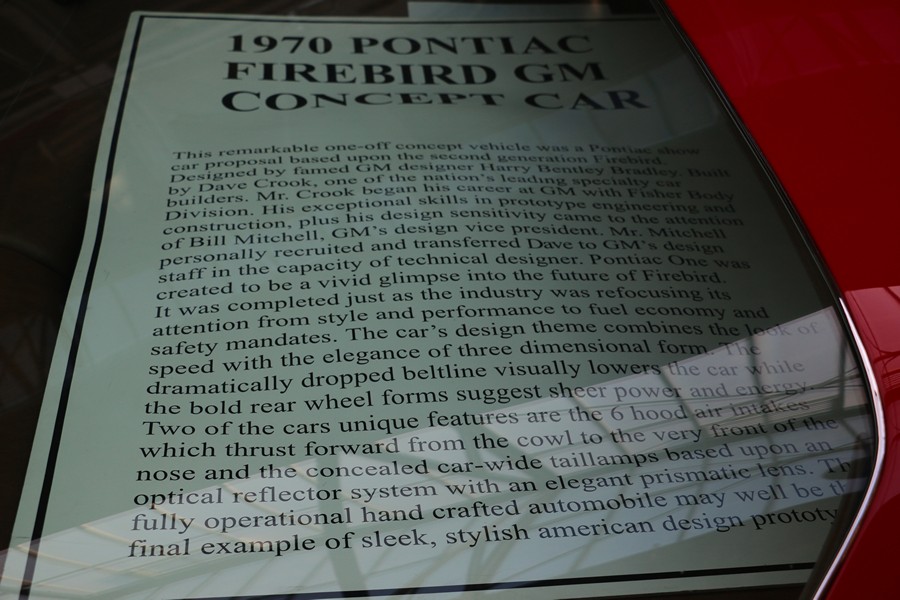 1970 PONTIAC
FIREBIRD GM
CONCEPT CAR
This remarkable one-off concept vehicle was a Pontiac show
car proposal based upon the second generation Firebird.
Designed by famed GM designer Harry Bentley Bradley. Built
by Dave Crook, one of the nation's leading specialty car
builders. Mr. Crook began his career at GM with Fisher Body
Division. His exceptional skills in prototype engineering and
construction, plus his design sensitivity came to the attention
of Bill Mitchell, GM's design vice president. Mr. Mitchell
personally recruited and transferred Dave to GM's design
staff in the capacity of technical designer. Pontiac One was
created to be a vivid glimpse into the future of Firebird.
It was completed just as the industry was refocusing its
attention from style and performance to fuel economy and
safety mandates. The car's design theme combines the look of
speed with the elegance of three dimensional form. The
dramatically dropped beltline visually lowers the car while
the bold rear wheel forms suggest sheer power and energy.
Two of the cars unique features are the 6 hood air intakes
which thrust forward from the cowl to the very front of the
nose and the concealed car-wide taillamps based upon an
optical reflector system with an elegant prismatic lens.
fully operational hand crafted automobile may well be
final example of sleek, stylish american design